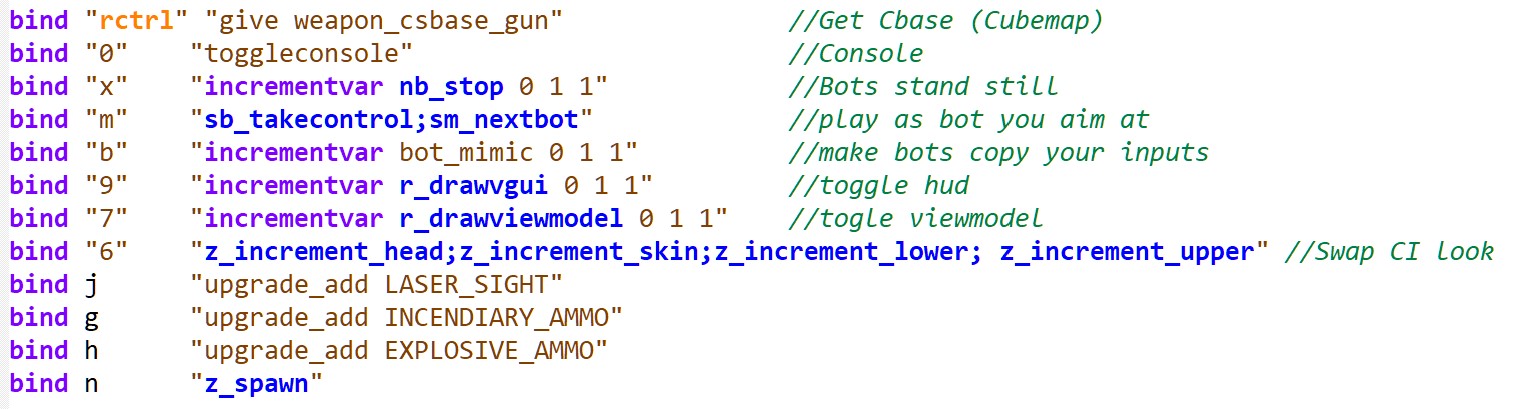 bind "rctrl" "give weapon_csbase_gun" //Get Cbase (Cubemap)
bind "0" "toggleconsole" //Console
bind "x" "incrementvar nb_stop 0 1 1" //Bots stand still
bind "m" "sb_takecontrol;sm_nextbot" //play as bot you aim at
bind "b" "incrementvar bot_mimic 0 1 1" //make bots copy your inputs
bind "9" "incrementvar r_drawvgui 0 1 1" //toggle hud
bind "7" "incrementvar r_drawviewmodel 0 1 1" //togle viewmodel
bind "6" "z_increment_head;z_increment_skin;z_increment_lower; z_increment_upper" //Swap CI look
bind j "upgrade_add LASER_SIGHT"
bind g "upgrade_add INCENDIARY_AMMO"
bind h "upgrade_add EXPLOSIVE_AMMO"
bind n "z_spawn"